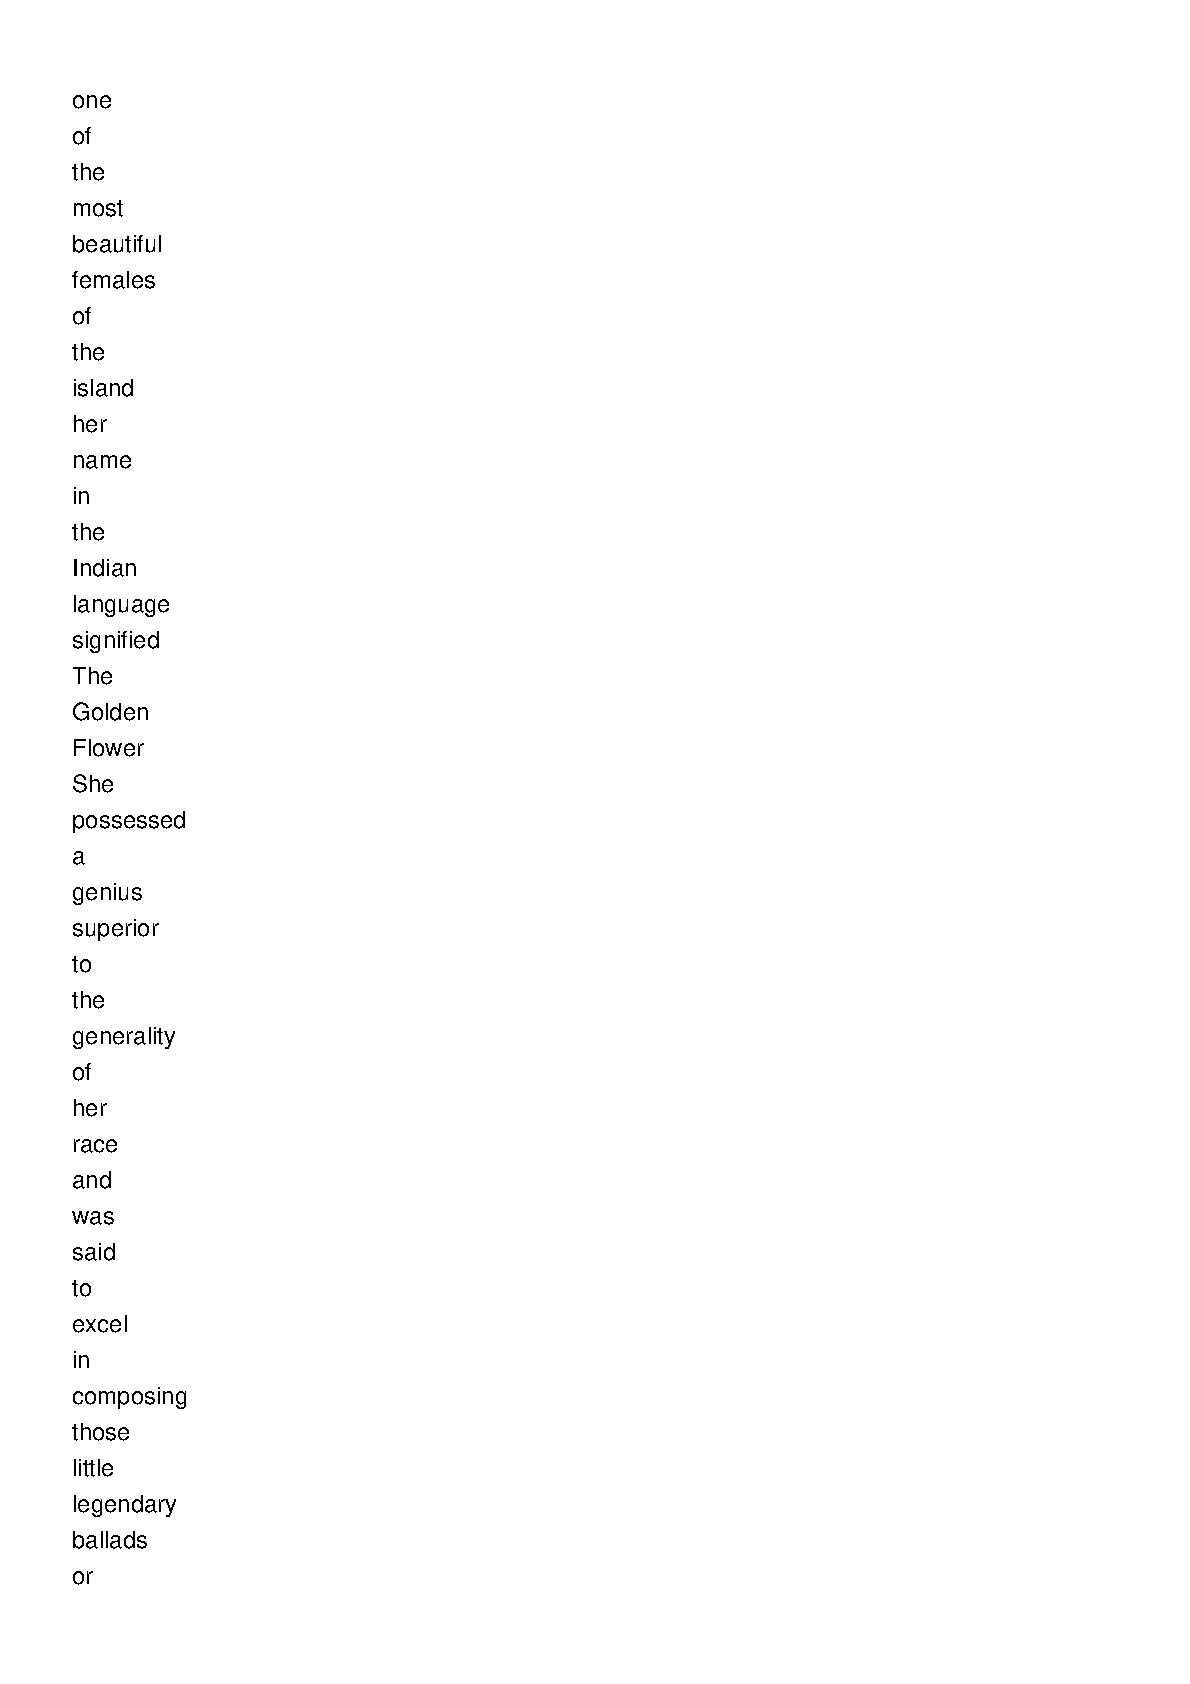 one
of
the
most
beautiful
females
of
the
island
her
name
in
the
Indian
language
signified
The
Golden
Flower
She
possessed
a
genius
superior
to
the
generality
of
her
race
and
was
said
to
excel
in
composing
those
little
legendary
ballads
or